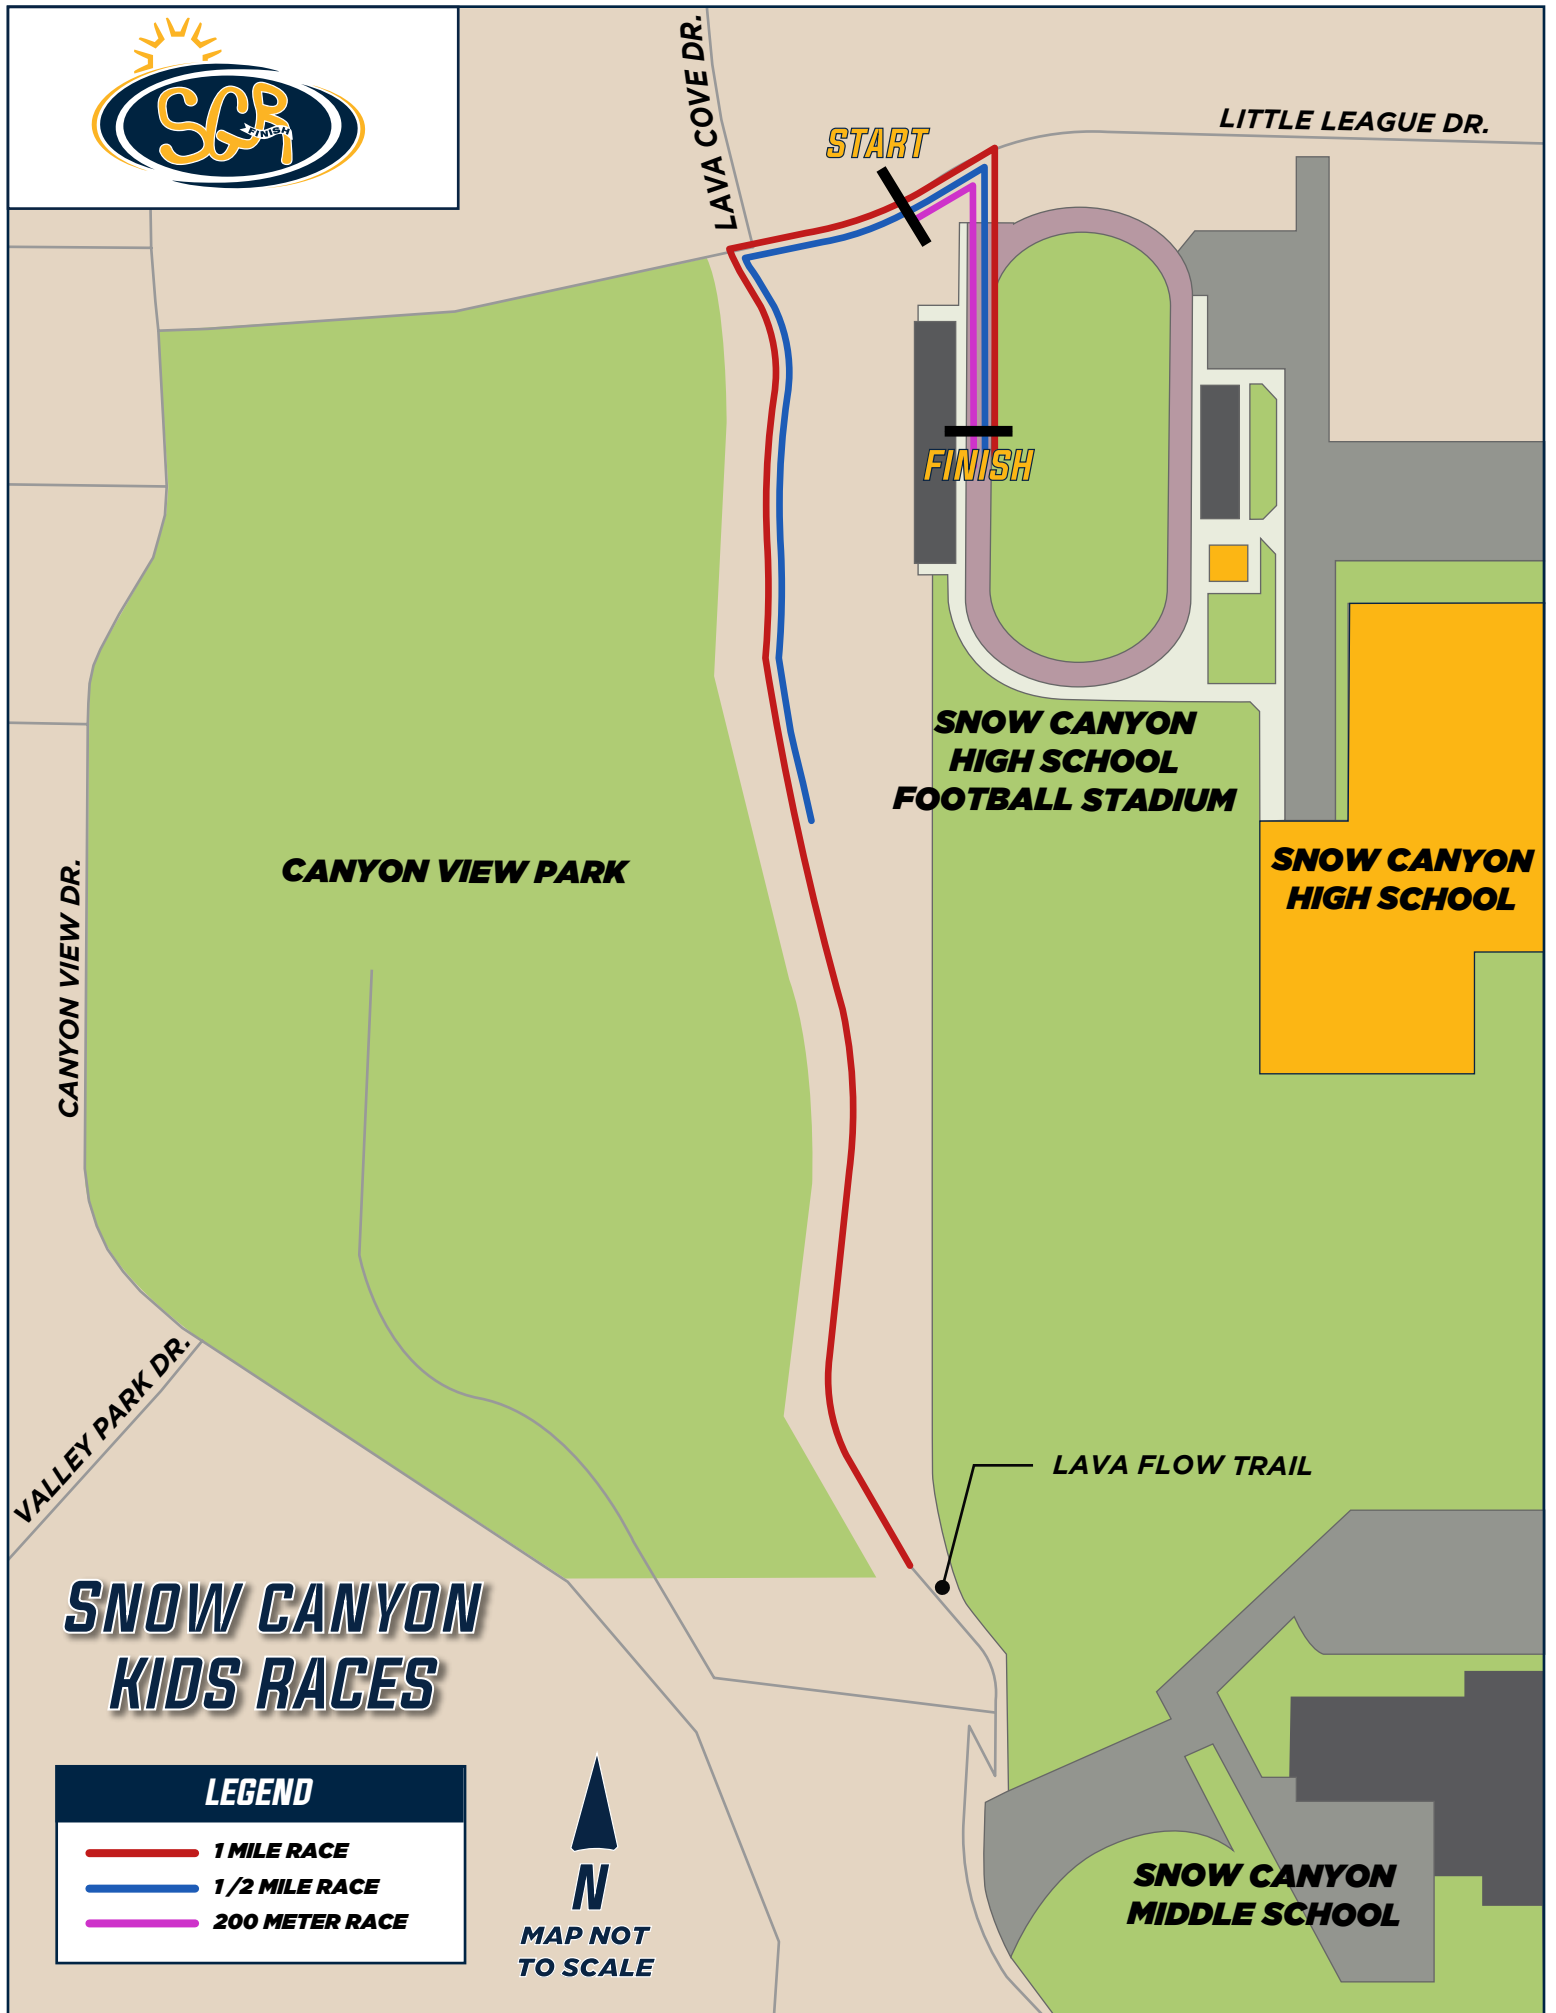 SGR
FINISH
LAVA COVE DR.
LITTLE LEAGUE DR.
START
FINISH
SNOW CANYON
HIGH SCHOOL
FOOTBALL STADIUM
SNOW CANYON
HIGH SCHOOL
CANYON VIEW PARK
CANYON VIEW DR.
VALLEY PARK DR.
LAVA FLOW TRAIL
SNOW CANYON
KIDS RACES
LEGEND
1 MILE RACE
1/2 MILE RACE
200 METER RACE
N
MAP NOT
TO SCALE
SNOW CANYON
MIDDLE SCHOOL